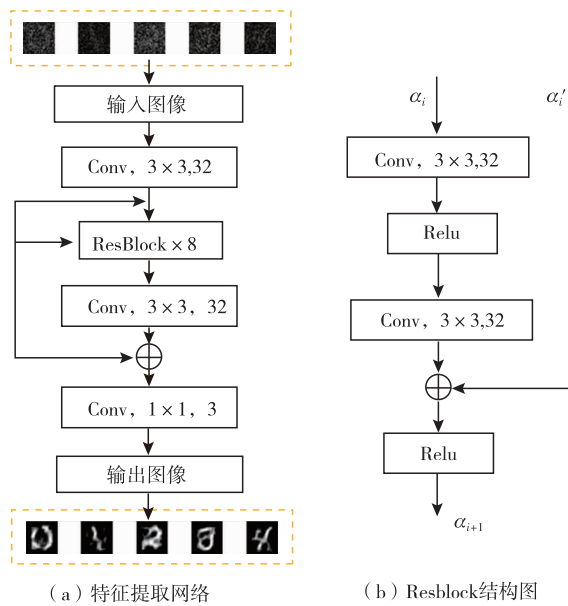 输入图像
Conv，3×3,32
ResBlock×8
Conv，3×3，32
Conv，1×1，3
输出图像
（a）特征提取网络
αᵢ
αᵢ′
Conv，3×3,32
Relu
Conv，3×3,32
Relu
αᵢ₊₁
（b）Resblock结构图